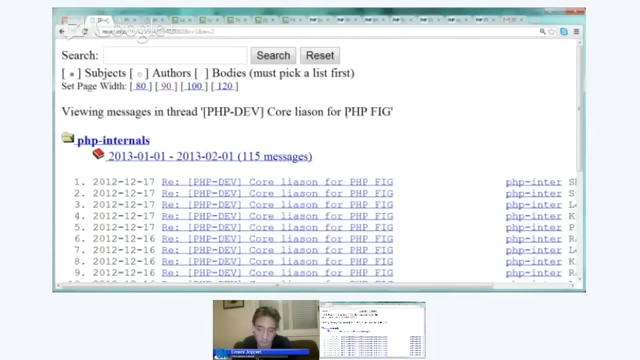 Search: Search Reset
[ ] Subjects [ ] Authors [ ] Bodies (must pick a list first)
Set Page Width: [ 80 ] [ 90 ] [ 100 ] [ 120 ]
Viewing messages in thread '[PHP-DEV] Core liason for PHP FIG'
php-internals
2013-01-01 - 2013-02-01 (115 messages)
1. 2012-12-17 Re: [PHP-DEV] Core liason for PHP FIG php-inter
2. 2012-12-17 Re: [PHP-DEV] Core liason for PHP FIG php-inter S
3. 2012-12-17 Re: [PHP-DEV] Core liason for PHP FIG php-inter
4. 2012-12-17 Re: [PHP-DEV] Core liason for PHP FIG php-inter K
5. 2012-12-17 Re: [PHP-DEV] Core liason for PHP FIG php-inter P
6. 2012-12-16 Re: [PHP-DEV] Core liason for PHP FIG php-inter
7. 2012-12-16 Re: [PHP-DEV] Core liason for PHP FIG php-inter
8. 2012-12-16 Re: [PHP-DEV] Core liason for PHP FIG php-inter K
9. 2012-12-16 Re: [PHP-DEV] Core liason for PHP FIG php-inter